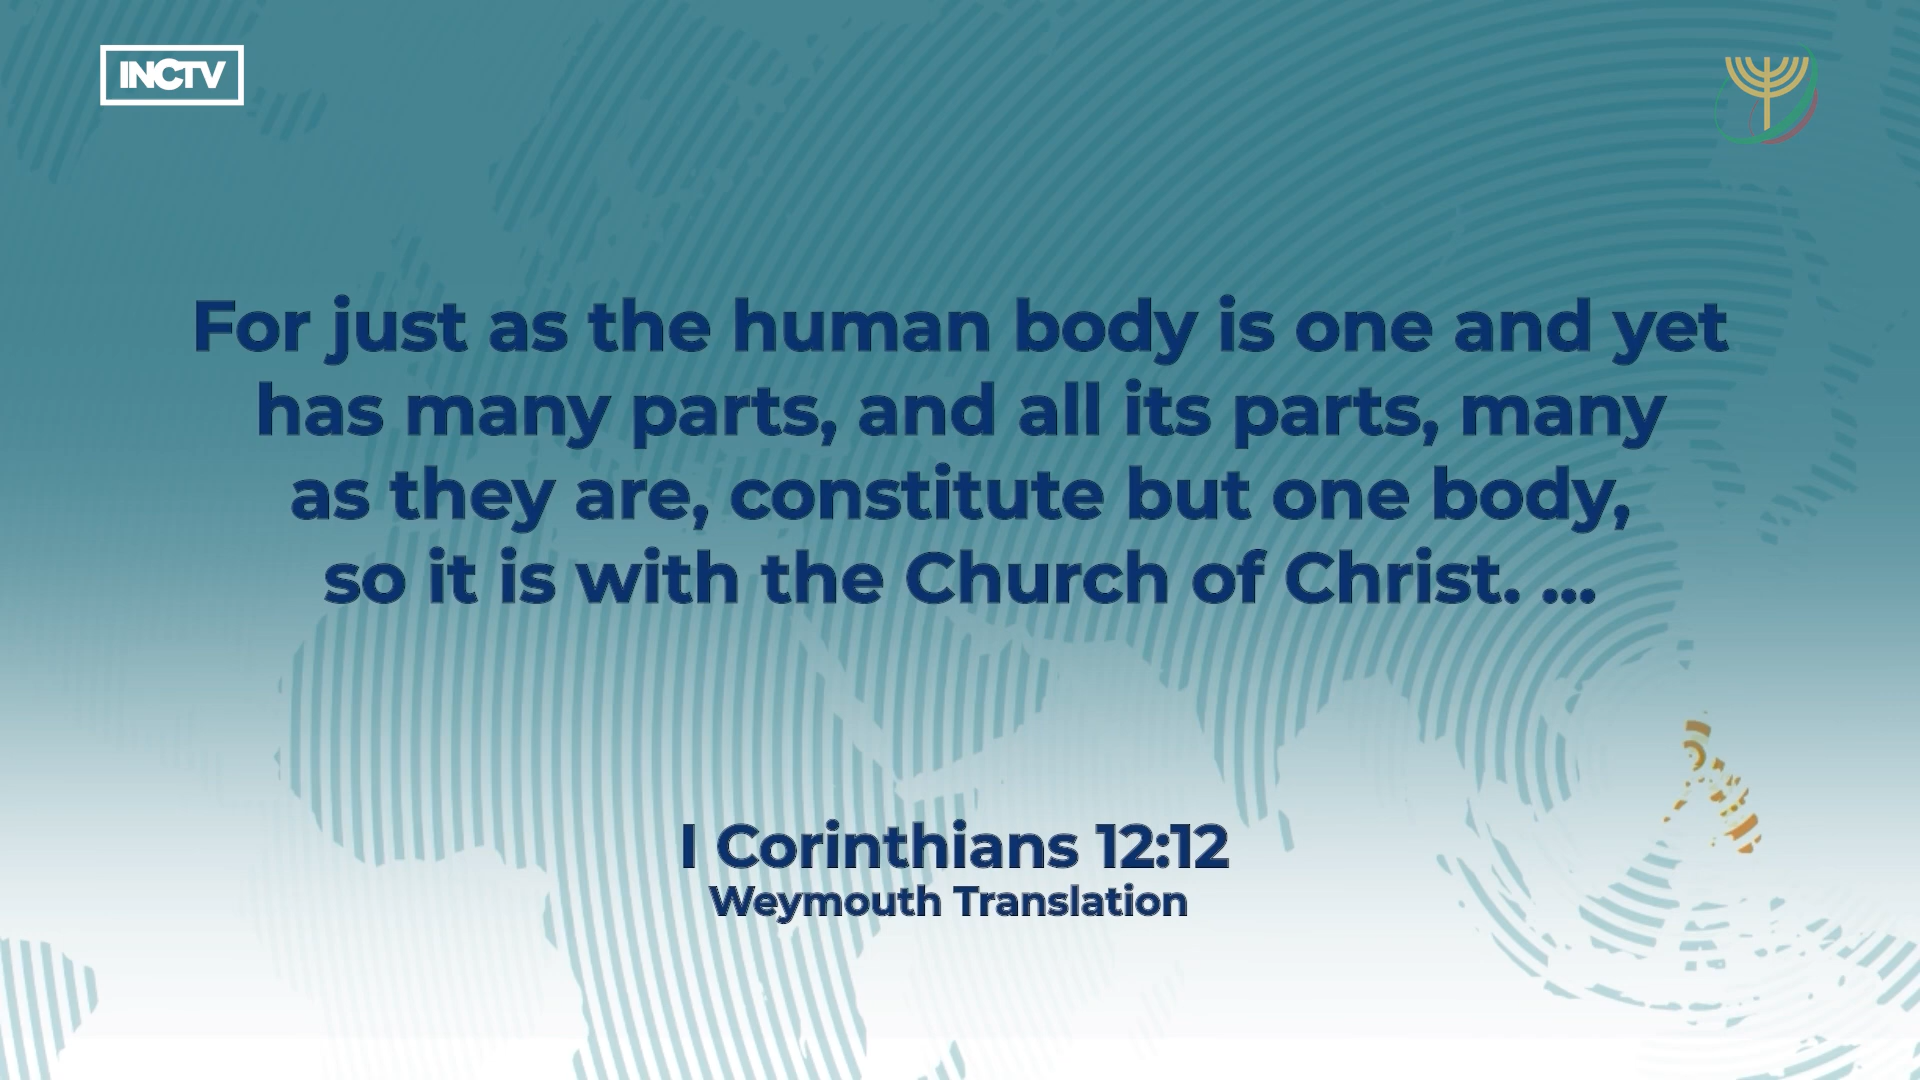 INCTV
For just as the human body is one and yet
has many parts, and all its parts, many
as they are, constitute but one body,
so it is with the Church of Christ. ...
I Corinthians 12:12
Weymouth Translation